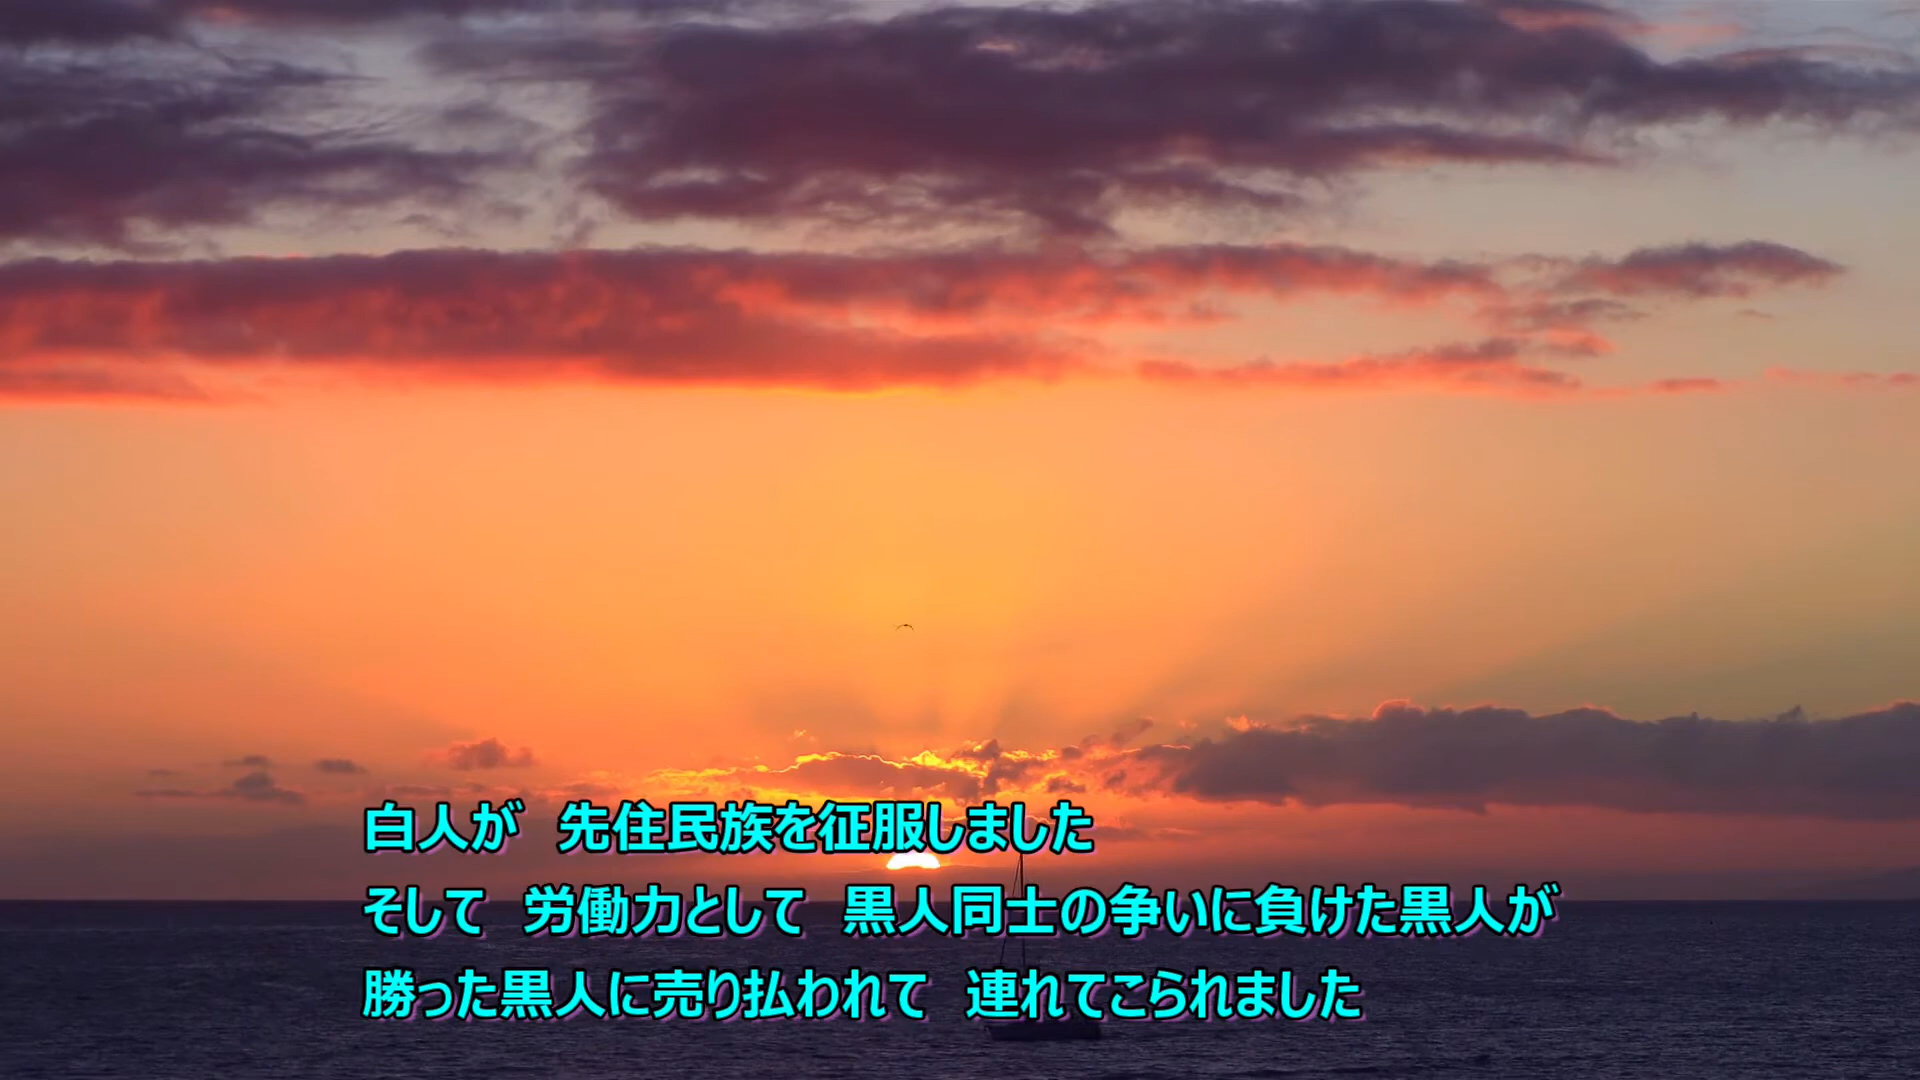 白人が　先住民族を征服しました
そして　労働力として　黒人同士の争いに負けた黒人が
勝った黒人に売り払われて　連れてこられました